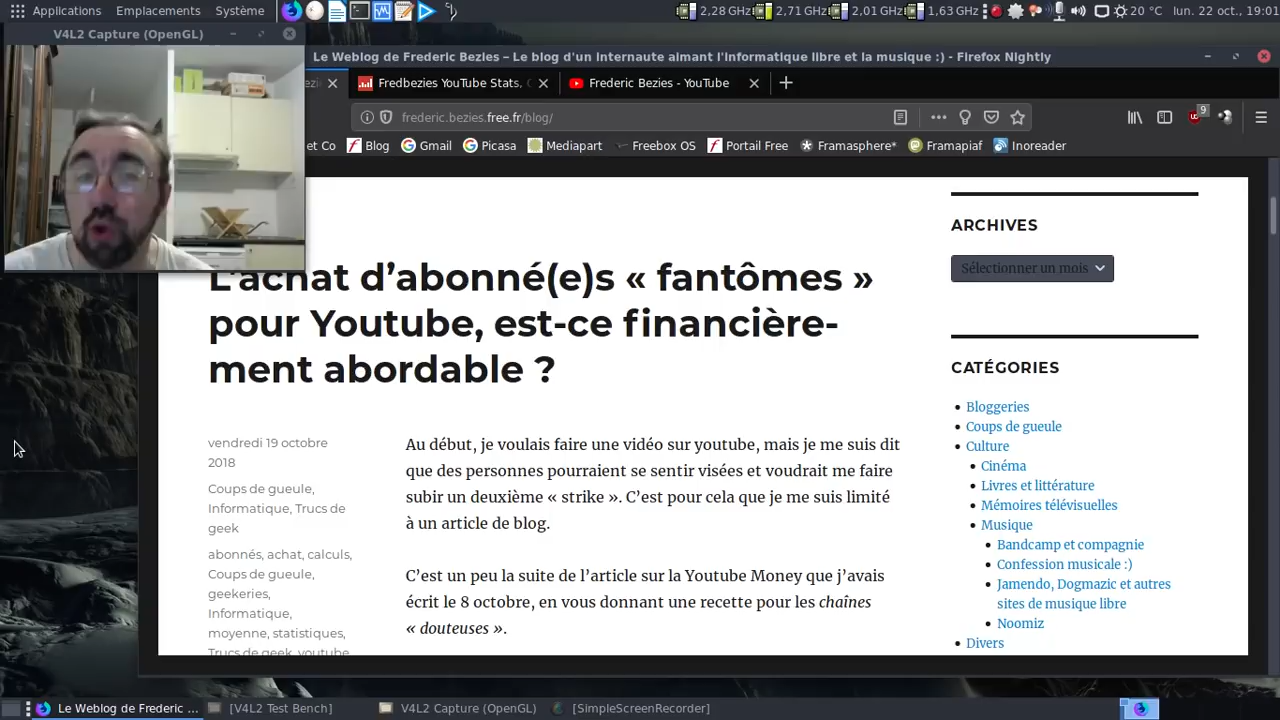 Applications Emplacements Système 2,28 GHz 2,71 GHz 2,01 GHz 1,63 GHz 20 °C lun. 22 oct., 19:01
V4L2 Capture (OpenGL)
Le Weblog de Frederic Bezies – Le blog d'un internaute aimant l'informatique libre et la musique :) - Firefox Nightly
Fredbezies YouTube Stats, Frederic Bezies - YouTube
frederic.bezies.free.fr/blog/ 9
et Co Blog Gmail Picasa Mediapart Freebox OS Portail Free Framasphere* Framapiaf Inoreader
L'achat d'abonné(e)s « fantômes »
pour Youtube, est-ce financière-
ment abordable ?
vendredi 19 octobre
2018
Coups de gueule,
Informatique, Trucs de
geek
abonnés, achat, calculs,
Coups de gueule,
geekeries,
Informatique,
moyenne, statistiques,
Trucs de geek, youtube
Au début, je voulais faire une vidéo sur youtube, mais je me suis dit
que des personnes pourraient se sentir visées et voudrait me faire
subir un deuxième « strike ». C'est pour cela que je me suis limité
à un article de blog.
C'est un peu la suite de l'article sur la Youtube Money que j'avais
écrit le 8 octobre, en vous donnant une recette pour les chaînes
« douteuses ».
ARCHIVES
Sélectionner un mois
CATÉGORIES
Bloggeries
Coups de gueule
Culture
Cinéma
Livres et littérature
Mémoires télévisuelles
Musique
Bandcamp et compagnie
Confession musicale :)
Jamendo, Dogmazic et autres
sites de musique libre
Noomiz
Divers
Le Weblog de Frederic ... [V4L2 Test Bench] V4L2 Capture (OpenGL) [SimpleScreenRecorder]